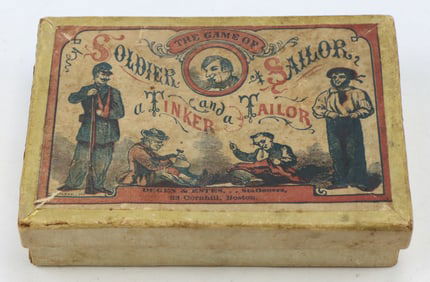 THE GAME OF
SOLDIER & SAILOR,
a TINKER and a TAILOR
DEGEN & ESTES . . Stationers,
23 Cornhill, Boston.